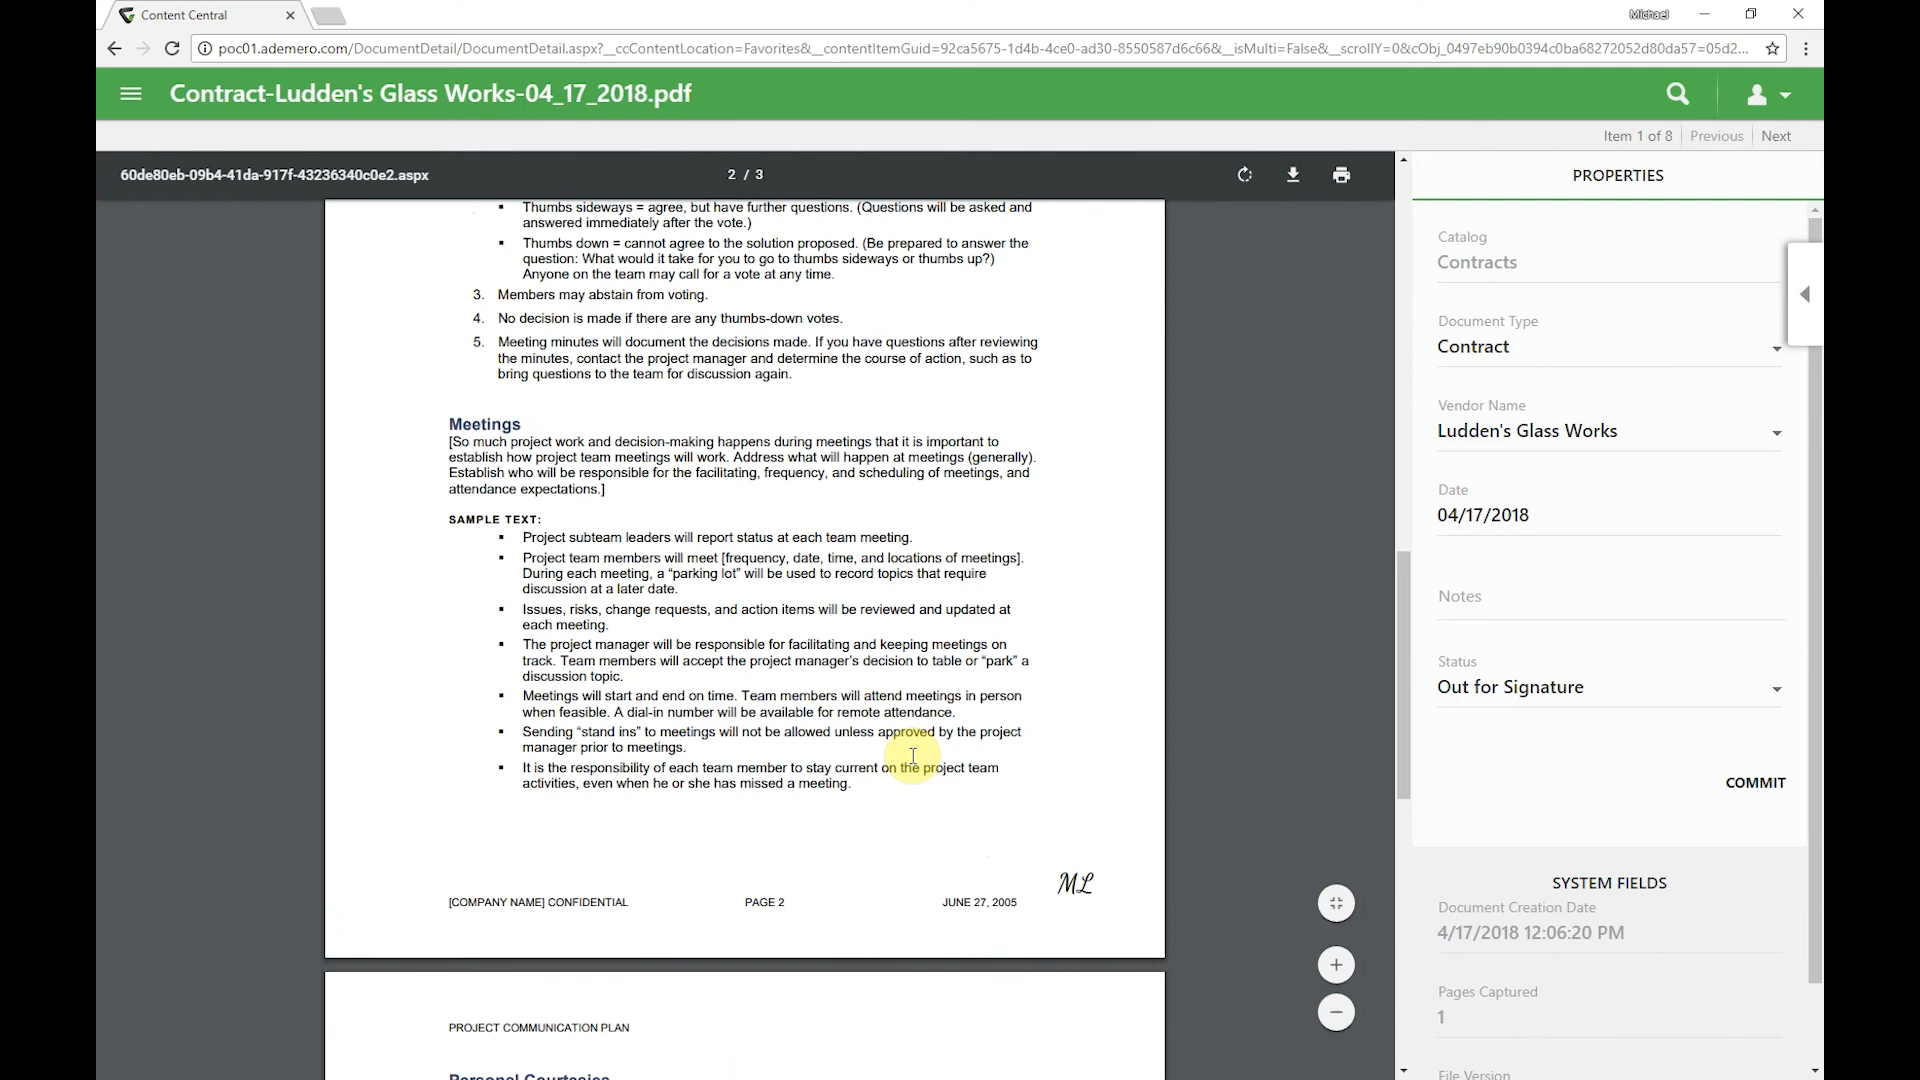 Content Central
Michael
poc01.ademero.com/DocumentDetail/DocumentDetail.aspx?__ccContentLocation=Favorites&__contentItemGuid=92ca5675-1d4b-4ce0-ad30-8550587d6c66&__isMulti=False&__scrollY=0&cObj_0497eb90b0394c0ba68272052d80da57=05d2...
Contract-Ludden's Glass Works-04_17_2018.pdf
Item 1 of 8 Previous Next
60de80eb-09b4-41da-917f-43236340c0e2.aspx
2 / 3
▪ Thumbs sideways = agree, but have further questions. (Questions will be asked and
answered immediately after the vote.)
▪ Thumbs down = cannot agree to the solution proposed. (Be prepared to answer the
question: What would it take for you to go to thumbs sideways or thumbs up?)
Anyone on the team may call for a vote at any time.
3. Members may abstain from voting.
4. No decision is made if there are any thumbs-down votes.
5. Meeting minutes will document the decisions made. If you have questions after reviewing
the minutes, contact the project manager and determine the course of action, such as to
bring questions to the team for discussion again.
Meetings
[So much project work and decision-making happens during meetings that it is important to
establish how project team meetings will work. Address what will happen at meetings (generally).
Establish who will be responsible for the facilitating, frequency, and scheduling of meetings, and
attendance expectations.]
SAMPLE TEXT:
▪ Project subteam leaders will report status at each team meeting.
▪ Project team members will meet [frequency, date, time, and locations of meetings].
During each meeting, a “parking lot” will be used to record topics that require
discussion at a later date.
▪ Issues, risks, change requests, and action items will be reviewed and updated at
each meeting.
▪ The project manager will be responsible for facilitating and keeping meetings on
track. Team members will accept the project manager’s decision to table or “park” a
discussion topic.
▪ Meetings will start and end on time. Team members will attend meetings in person
when feasible. A dial-in number will be available for remote attendance.
▪ Sending “stand ins” to meetings will not be allowed unless approved by the project
manager prior to meetings.
▪ It is the responsibility of each team member to stay current on the project team
activities, even when he or she has missed a meeting.
ML
[COMPANY NAME] CONFIDENTIAL PAGE 2 JUNE 27, 2005
PROJECT COMMUNICATION PLAN
Personal Courtesies
PROPERTIES
Catalog
Contracts
Document Type
Contract
Vendor Name
Ludden's Glass Works
Date
04/17/2018
Notes
Status
Out for Signature
COMMIT
SYSTEM FIELDS
Document Creation Date
4/17/2018 12:06:20 PM
Pages Captured
1
File Version